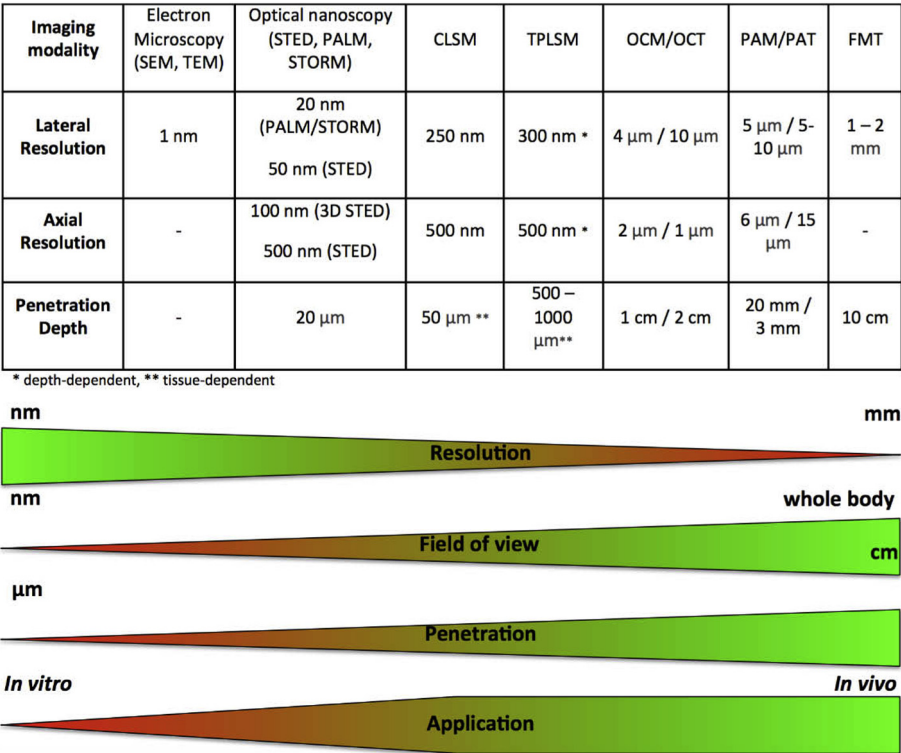 Imaging modality
Electron Microscopy (SEM, TEM)
Optical nanoscopy (STED, PALM, STORM)
CLSM
TPLSM
OCM/OCT
PAM/PAT
FMT
Lateral Resolution
1 nm
20 nm (PALM/STORM)
50 nm (STED)
250 nm
300 nm *
4 µm / 10 µm
5 µm / 5-10 µm
1 – 2 mm
Axial Resolution
-
100 nm (3D STED)
500 nm (STED)
500 nm
500 nm *
2 µm / 1 µm
6 µm / 15 µm
-
Penetration Depth
-
20 µm
50 µm **
500 – 1000 µm**
1 cm / 2 cm
20 mm / 3 mm
10 cm
* depth-dependent, ** tissue-dependent
nm
mm
Resolution
nm
whole body
Field of view
cm
µm
Penetration
In vitro
In vivo
Application